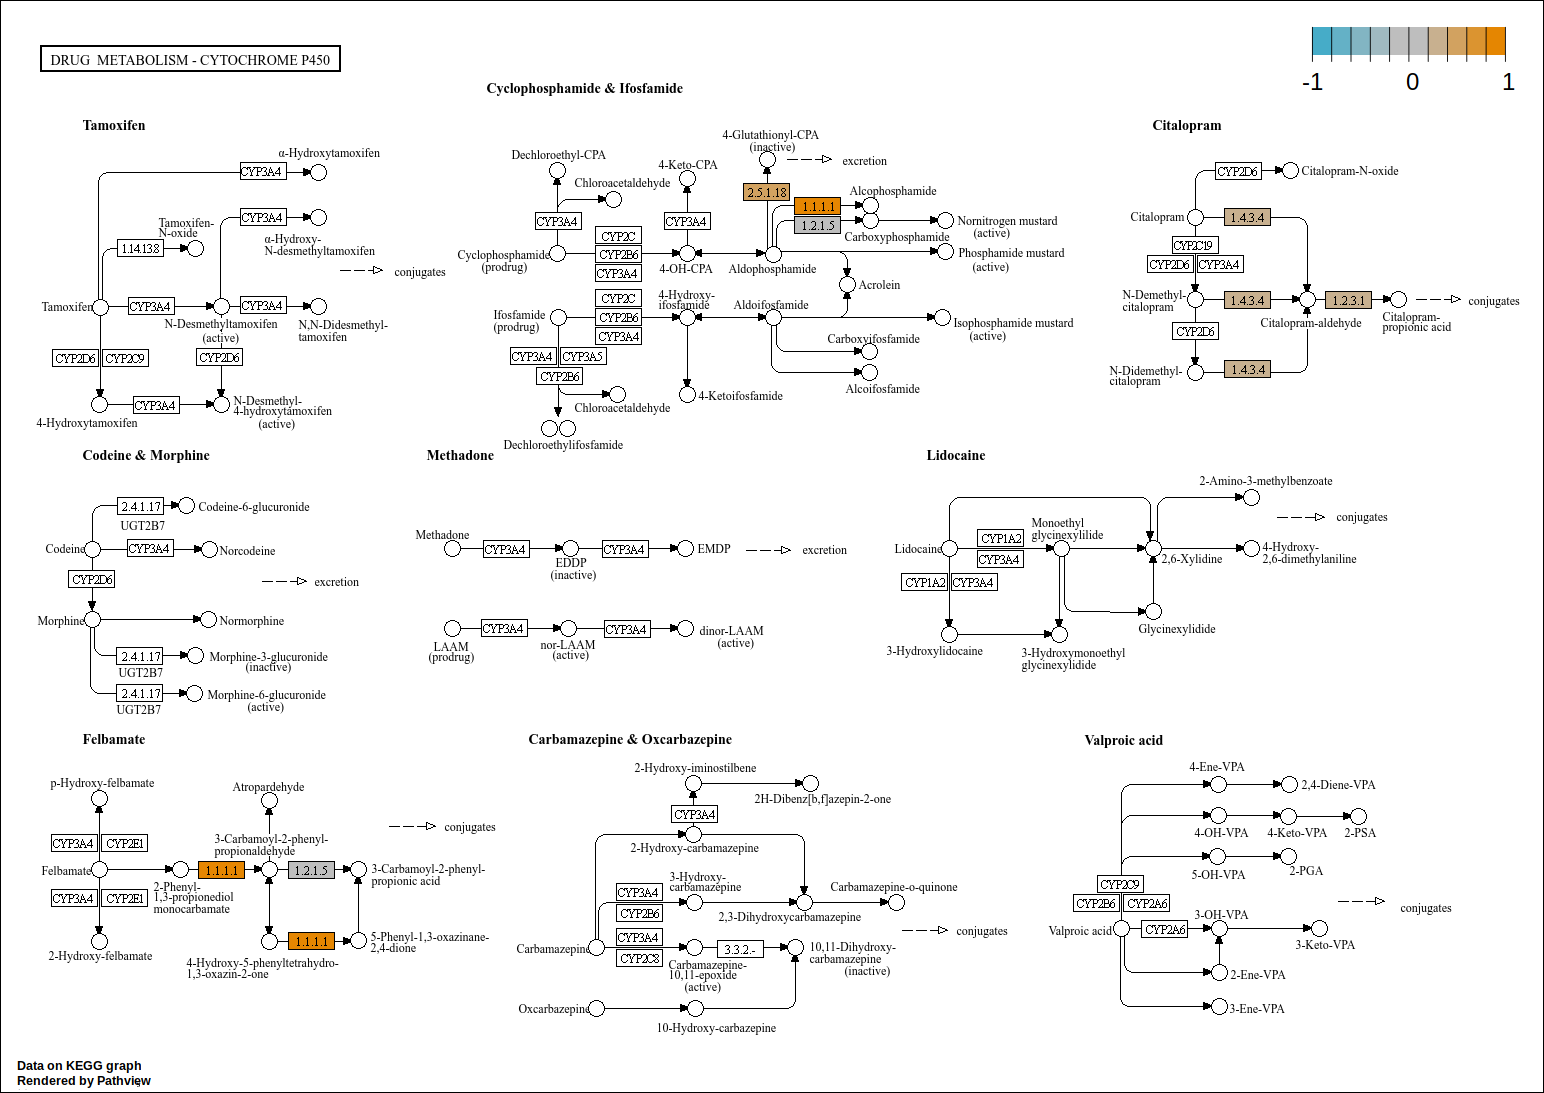 DRUG METABOLISM - CYTOCHROME P450
-1
0
1
Cyclophosphamide & Ifosfamide
Tamoxifen
α-Hydroxytamoxifen
CYP3A4
Tamoxifen-
N-oxide
CYP3A4
1.14.13.8
α-Hydroxy-
N-desmethyltamoxifen
conjugates
Tamoxifen
CYP3A4
CYP3A4
N-Desmethyltamoxifen
(active)
N,N-Didesmethyl-
tamoxifen
CYP2D6
CYP2C9
CYP2D6
CYP3A4
N-Desmethyl-
4-hydroxytamoxifen
(active)
4-Hydroxytamoxifen
Dechloroethyl-CPA
Chloroacetaldehyde
4-Keto-CPA
4-Glutathionyl-CPA
(inactive)
excretion
2.5.1.18
Alcophosphamide
1.1.1.1
1.2.1.5
CYP3A4
CYP3A4
Nornitrogen mustard
(active)
Carboxyphosphamide
CYP2C
CYP2B6
CYP3A4
Cyclophosphamide
(prodrug)
4-OH-CPA
Aldophosphamide
Phosphamide mustard
(active)
Acrolein
CYP2C
CYP2B6
CYP3A4
4-Hydroxy-
ifosfamide
Aldoifosfamide
Ifosfamide
(prodrug)
Isophosphamide mustard
(active)
CYP3A4
CYP3A5
CYP2B6
Carboxyifosfamide
Alcoifosfamide
4-Ketoifosfamide
Chloroacetaldehyde
Dechloroethylifosfamide
Citalopram
CYP2D6
Citalopram-N-oxide
Citalopram
1.4.3.4
CYP2C19
CYP2D6
CYP3A4
N-Demethyl-
citalopram
1.4.3.4
1.2.3.1
conjugates
Citalopram-aldehyde
Citalopram-
propionic acid
CYP2D6
N-Didemethyl-
citalopram
1.4.3.4
Codeine & Morphine
2.4.1.17
Codeine-6-glucuronide
UGT2B7
Codeine
CYP3A4
Norcodeine
CYP2D6
excretion
Morphine
Normorphine
2.4.1.17
Morphine-3-glucuronide
(inactive)
UGT2B7
2.4.1.17
Morphine-6-glucuronide
(active)
UGT2B7
Methadone
Methadone
CYP3A4
CYP3A4
EMDP
excretion
EDDP
(inactive)
CYP3A4
CYP3A4
dinor-LAAM
(active)
LAAM
(prodrug)
nor-LAAM
(active)
Lidocaine
2-Amino-3-methylbenzoate
conjugates
Monoethyl
glycinexylilide
CYP1A2
CYP3A4
Lidocaine
2,6-Xylidine
4-Hydroxy-
2,6-dimethylaniline
CYP1A2
CYP3A4
Glycinexylidide
3-Hydroxylidocaine
3-Hydroxymonoethyl
glycinexylidide
Felbamate
p-Hydroxy-felbamate
Atropardehyde
conjugates
CYP3A4
CYP2E1
3-Carbamoyl-2-phenyl-
propionaldehyde
Felbamate
1.1.1.1
1.2.1.5
3-Carbamoyl-2-phenyl-
propionic acid
CYP3A4
CYP2E1
2-Phenyl-
1,3-propionediol
monocarbamate
1.1.1.1
5-Phenyl-1,3-oxazinane-
2,4-dione
2-Hydroxy-felbamate
4-Hydroxy-5-phenyltetrahydro-
1,3-oxazin-2-one
Carbamazepine & Oxcarbazepine
2-Hydroxy-iminostilbene
2H-Dibenz[b,f]azepin-2-one
CYP3A4
2-Hydroxy-carbamazepine
3-Hydroxy-
carbamazepine
CYP3A4
CYP2B6
Carbamazepine-o-quinone
2,3-Dihydroxycarbamazepine
conjugates
CYP3A4
CYP2C8
Carbamazepine
3.3.2.-
10,11-Dihydroxy-
carbamazepine
(inactive)
Carbamazepine-
10,11-epoxide
(active)
Oxcarbazepine
10-Hydroxy-carbazepine
Valproic acid
4-Ene-VPA
2,4-Diene-VPA
4-OH-VPA
4-Keto-VPA
2-PSA
5-OH-VPA
2-PGA
CYP2C9
CYP2B6
CYP2A6
conjugates
3-OH-VPA
Valproic acid
CYP2A6
3-Keto-VPA
2-Ene-VPA
3-Ene-VPA
Data on KEGG graph
Rendered by Pathview